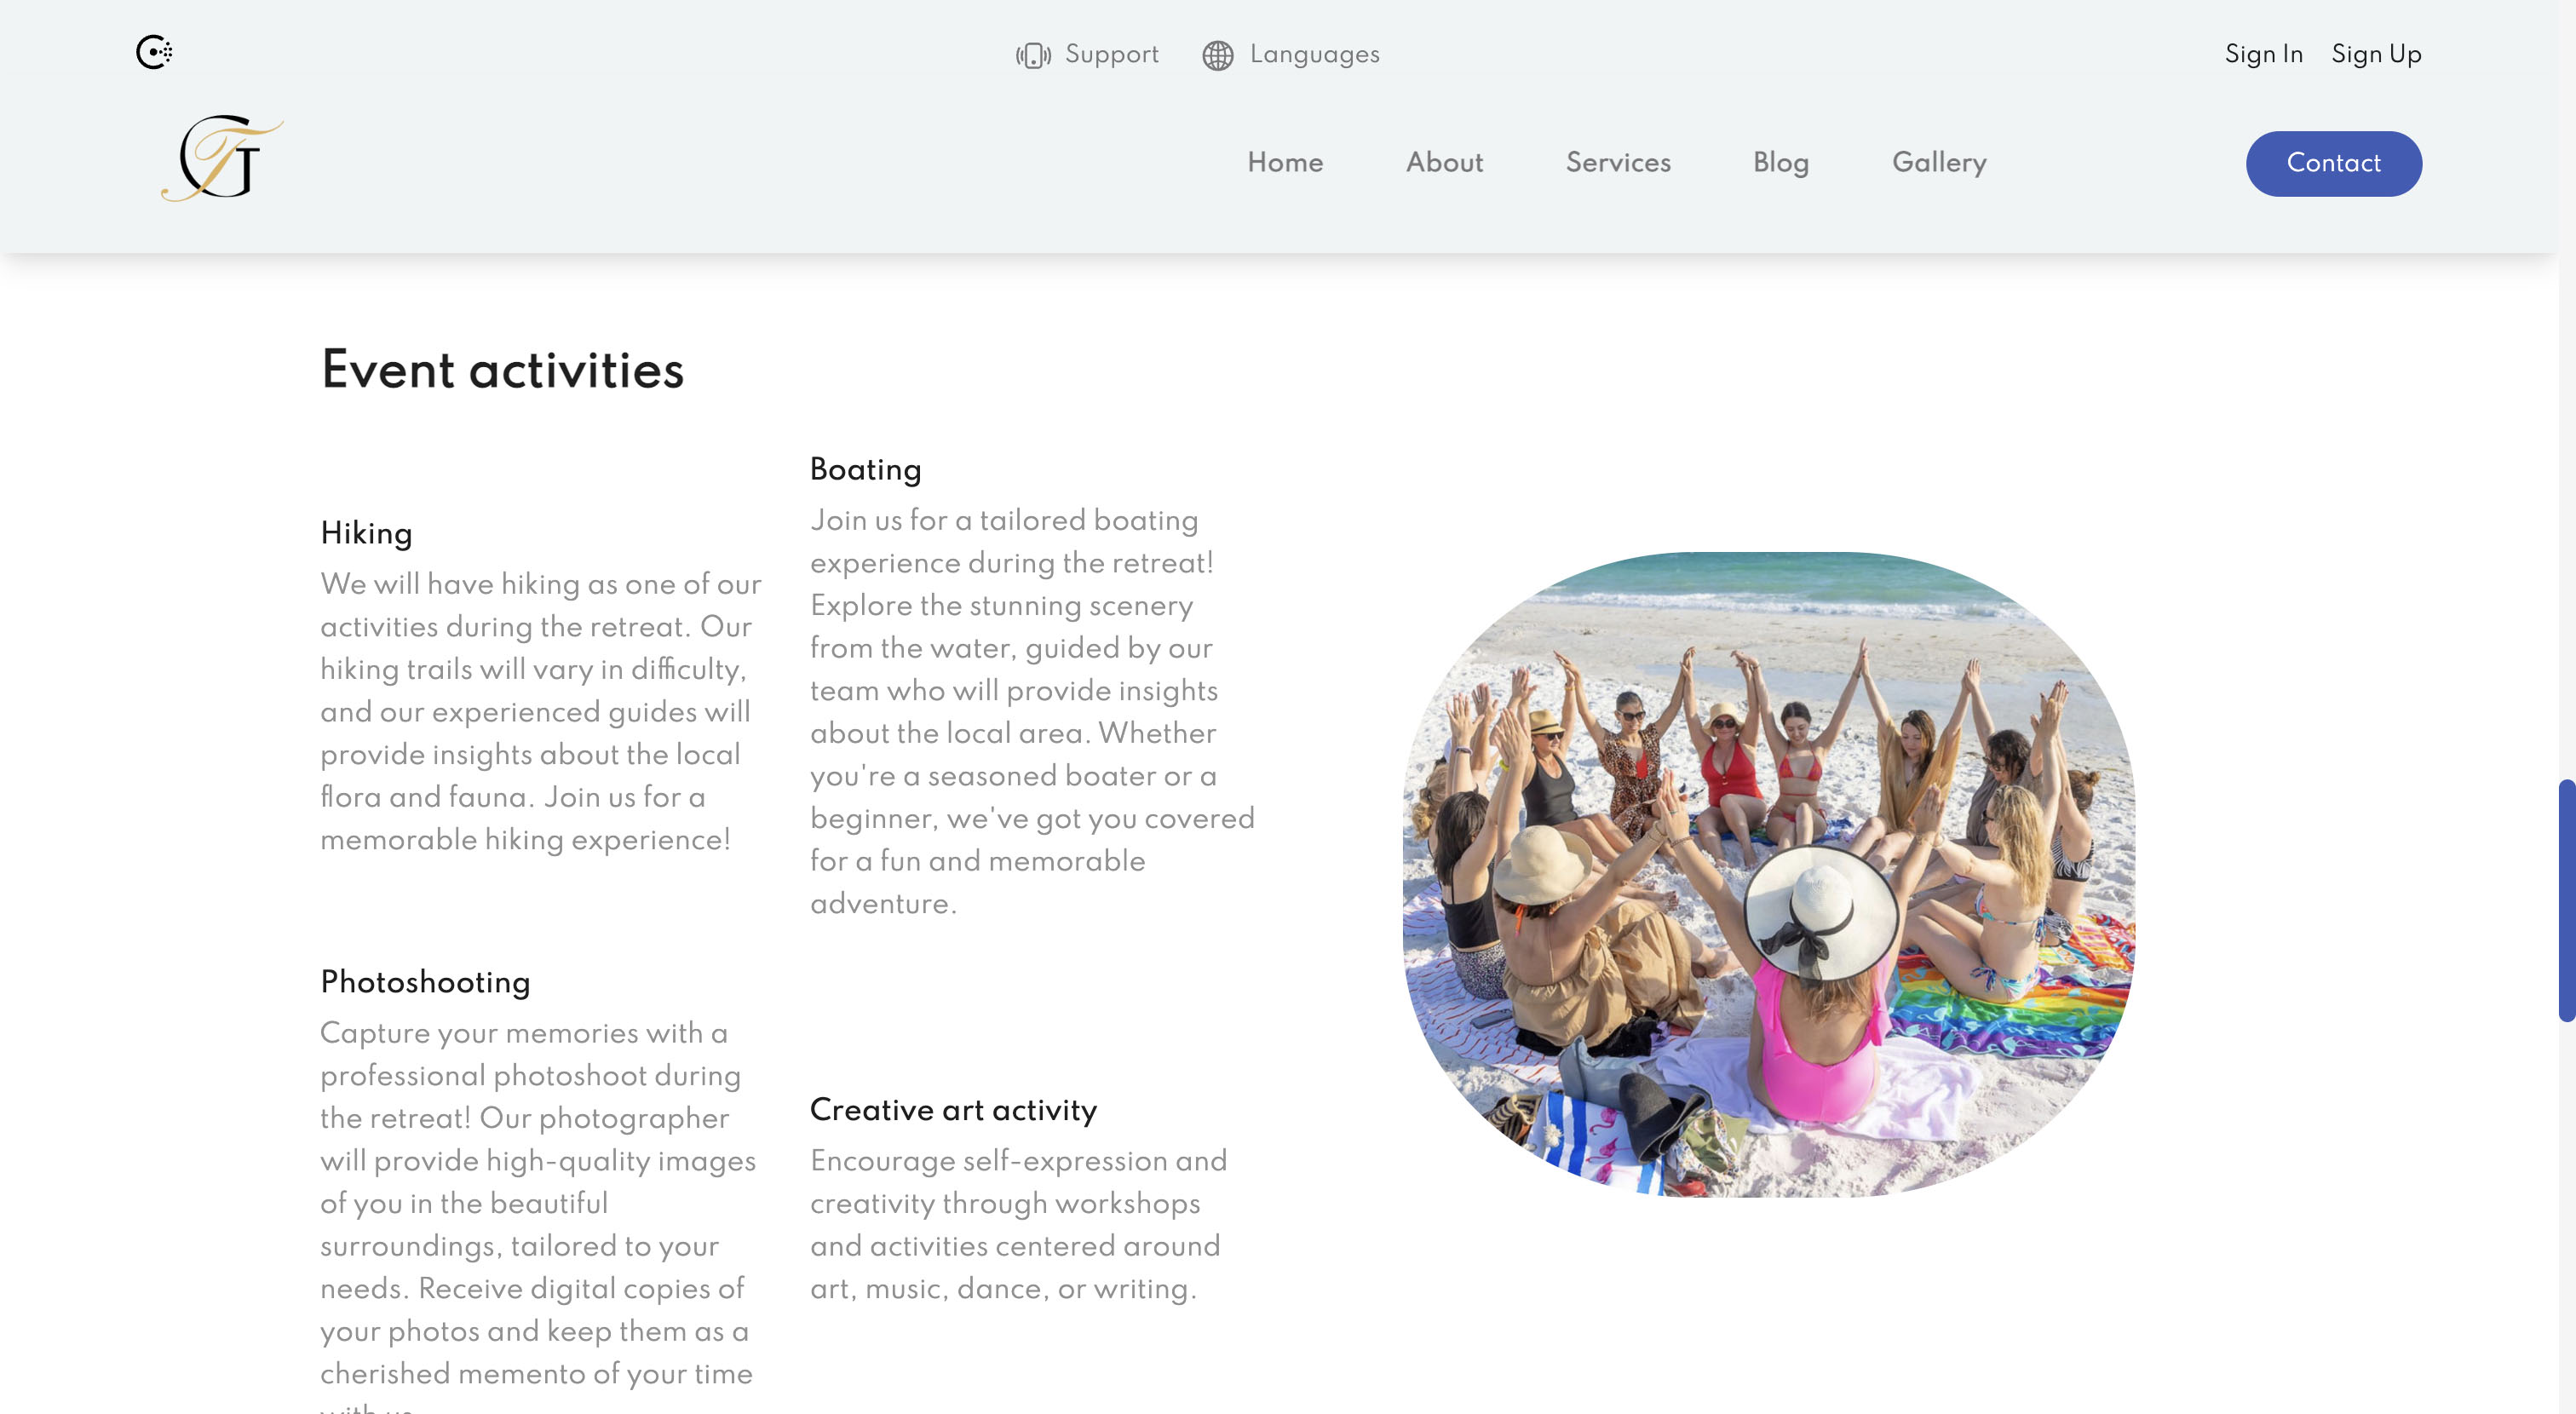 Support
Languages
Sign In
Sign Up
Home
About
Services
Blog
Gallery
Contact
Event activities
Hiking
We will have hiking as one of our
activities during the retreat. Our
hiking trails will vary in difficulty,
and our experienced guides will
provide insights about the local
flora and fauna. Join us for a
memorable hiking experience!
Photoshooting
Capture your memories with a
professional photoshoot during
the retreat! Our photographer
will provide high-quality images
of you in the beautiful
surroundings, tailored to your
needs. Receive digital copies of
your photos and keep them as a
cherished memento of your time
Boating
Join us for a tailored boating
experience during the retreat!
Explore the stunning scenery
from the water, guided by our
team who will provide insights
about the local area. Whether
you're a seasoned boater or a
beginner, we've got you covered
for a fun and memorable
adventure.
Creative art activity
Encourage self-expression and
creativity through workshops
and activities centered around
art, music, dance, or writing.